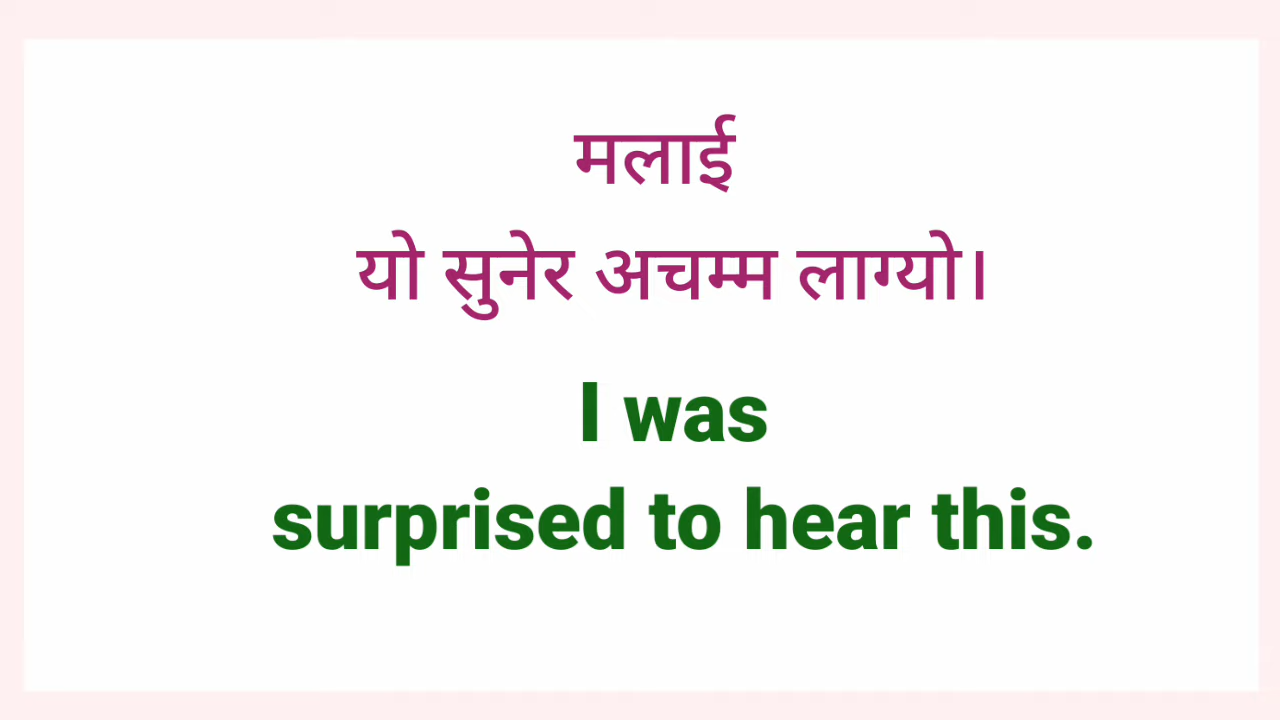 मलाई
यो सुनेर अचम्म लाग्यो।
I was
surprised to hear this.